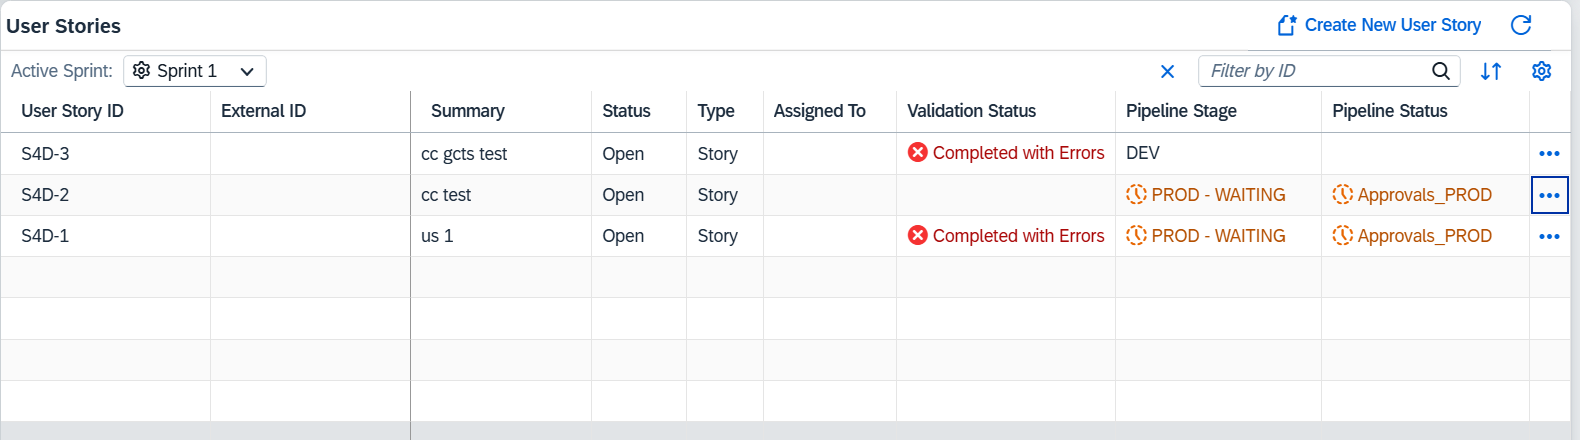 User Stories
Create New User Story
Active Sprint: Sprint 1
Filter by ID
User Story ID External ID Summary Status Type Assigned To Validation Status Pipeline Stage Pipeline Status
S4D-3 cc gcts test Open Story Completed with Errors DEV
S4D-2 cc test Open Story PROD - WAITING Approvals_PROD
S4D-1 us 1 Open Story Completed with Errors PROD - WAITING Approvals_PROD